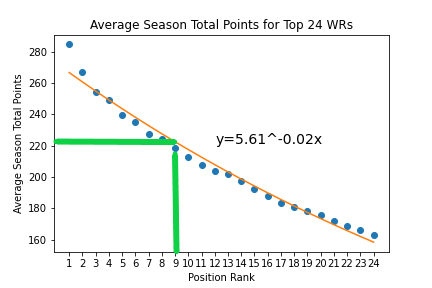 Average Season Total Points for Top 24 WRs
Average Season Total Points
280
260
240
220
200
180
160
y=5.61^-0.02x
1 2 3 4 5 6 7 8 9 10 11 12 13 14 15 16 17 18 19 20 21 22 23 24
Position Rank